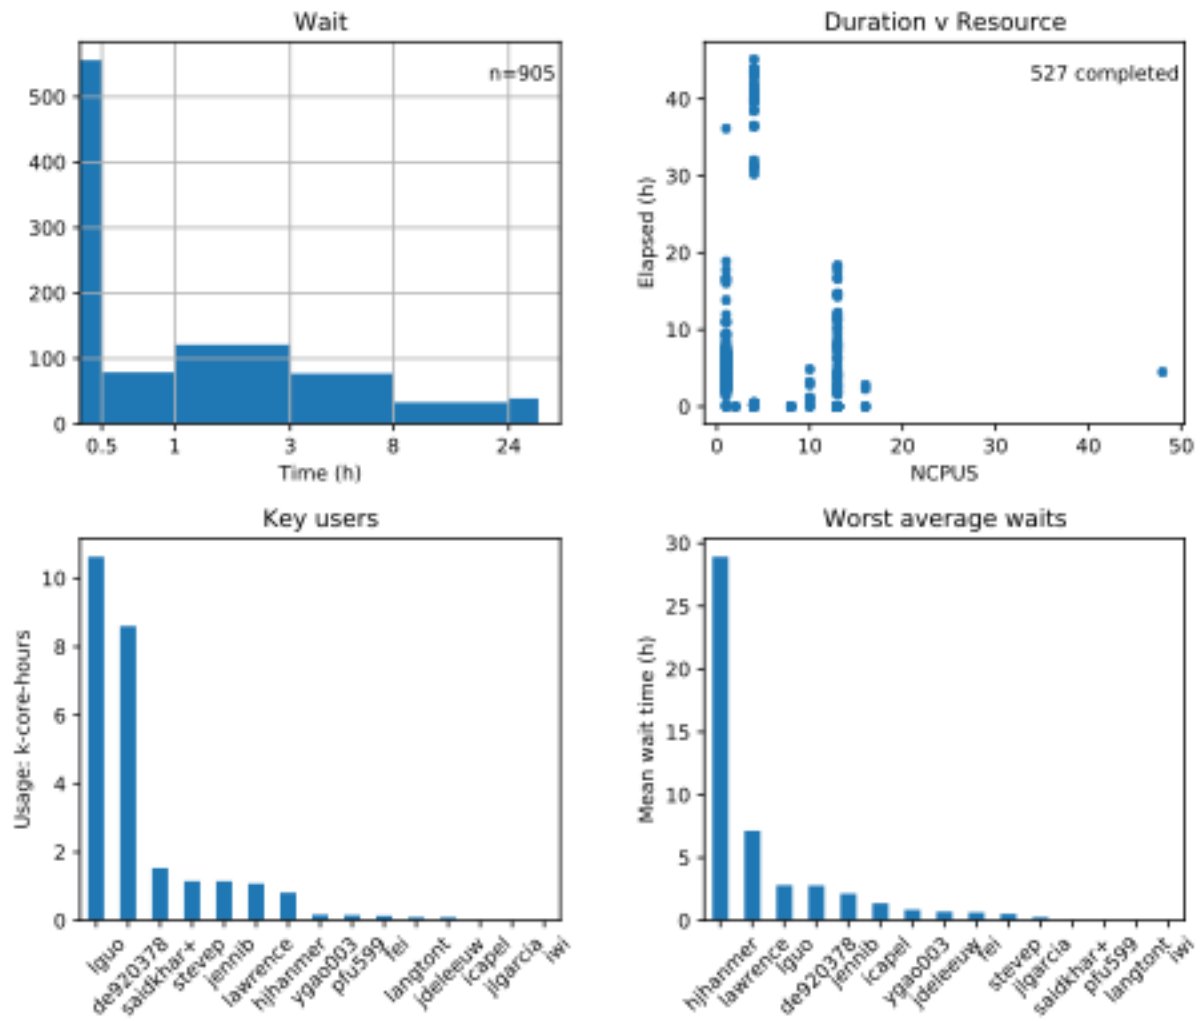 Wait
n=905
500
400
300
200
100
0
0.5 1 3 8 24
Time (h)
Duration v Resource
527 completed
Elapsed (h)
40
30
20
10
0
0 10 20 30 40 50
NCPUS
Key users
Usage: k-core-hours
10
8
6
4
2
0
lguo
de920378
saidkhar+
stevep
jennib
lawrence
hjhanmer
ygao003
pfu599
fei
langtont
jdeleeuw
icapel
jlgarcia
iwi
Worst average waits
Mean wait time (h)
30
25
20
15
10
5
0
hjhanmer
lawrence
lguo
de920378
jennib
icapel
ygao003
jdeleeuw
fei
stevep
jlgarcia
saidkhar+
pfu599
langtont
iwi